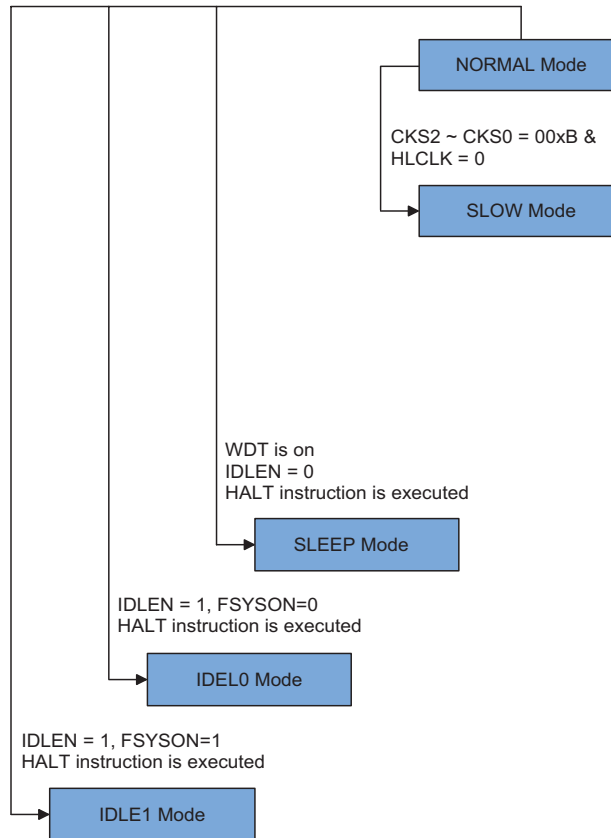 NORMAL Mode
CKS2 ~ CKS0 = 00xB &
HLCLK = 0
SLOW Mode
WDT is on
IDLEN = 0
HALT instruction is executed
SLEEP Mode
IDLEN = 1, FSYSON=0
HALT instruction is executed
IDEL0 Mode
IDLEN = 1, FSYSON=1
HALT instruction is executed
IDLE1 Mode